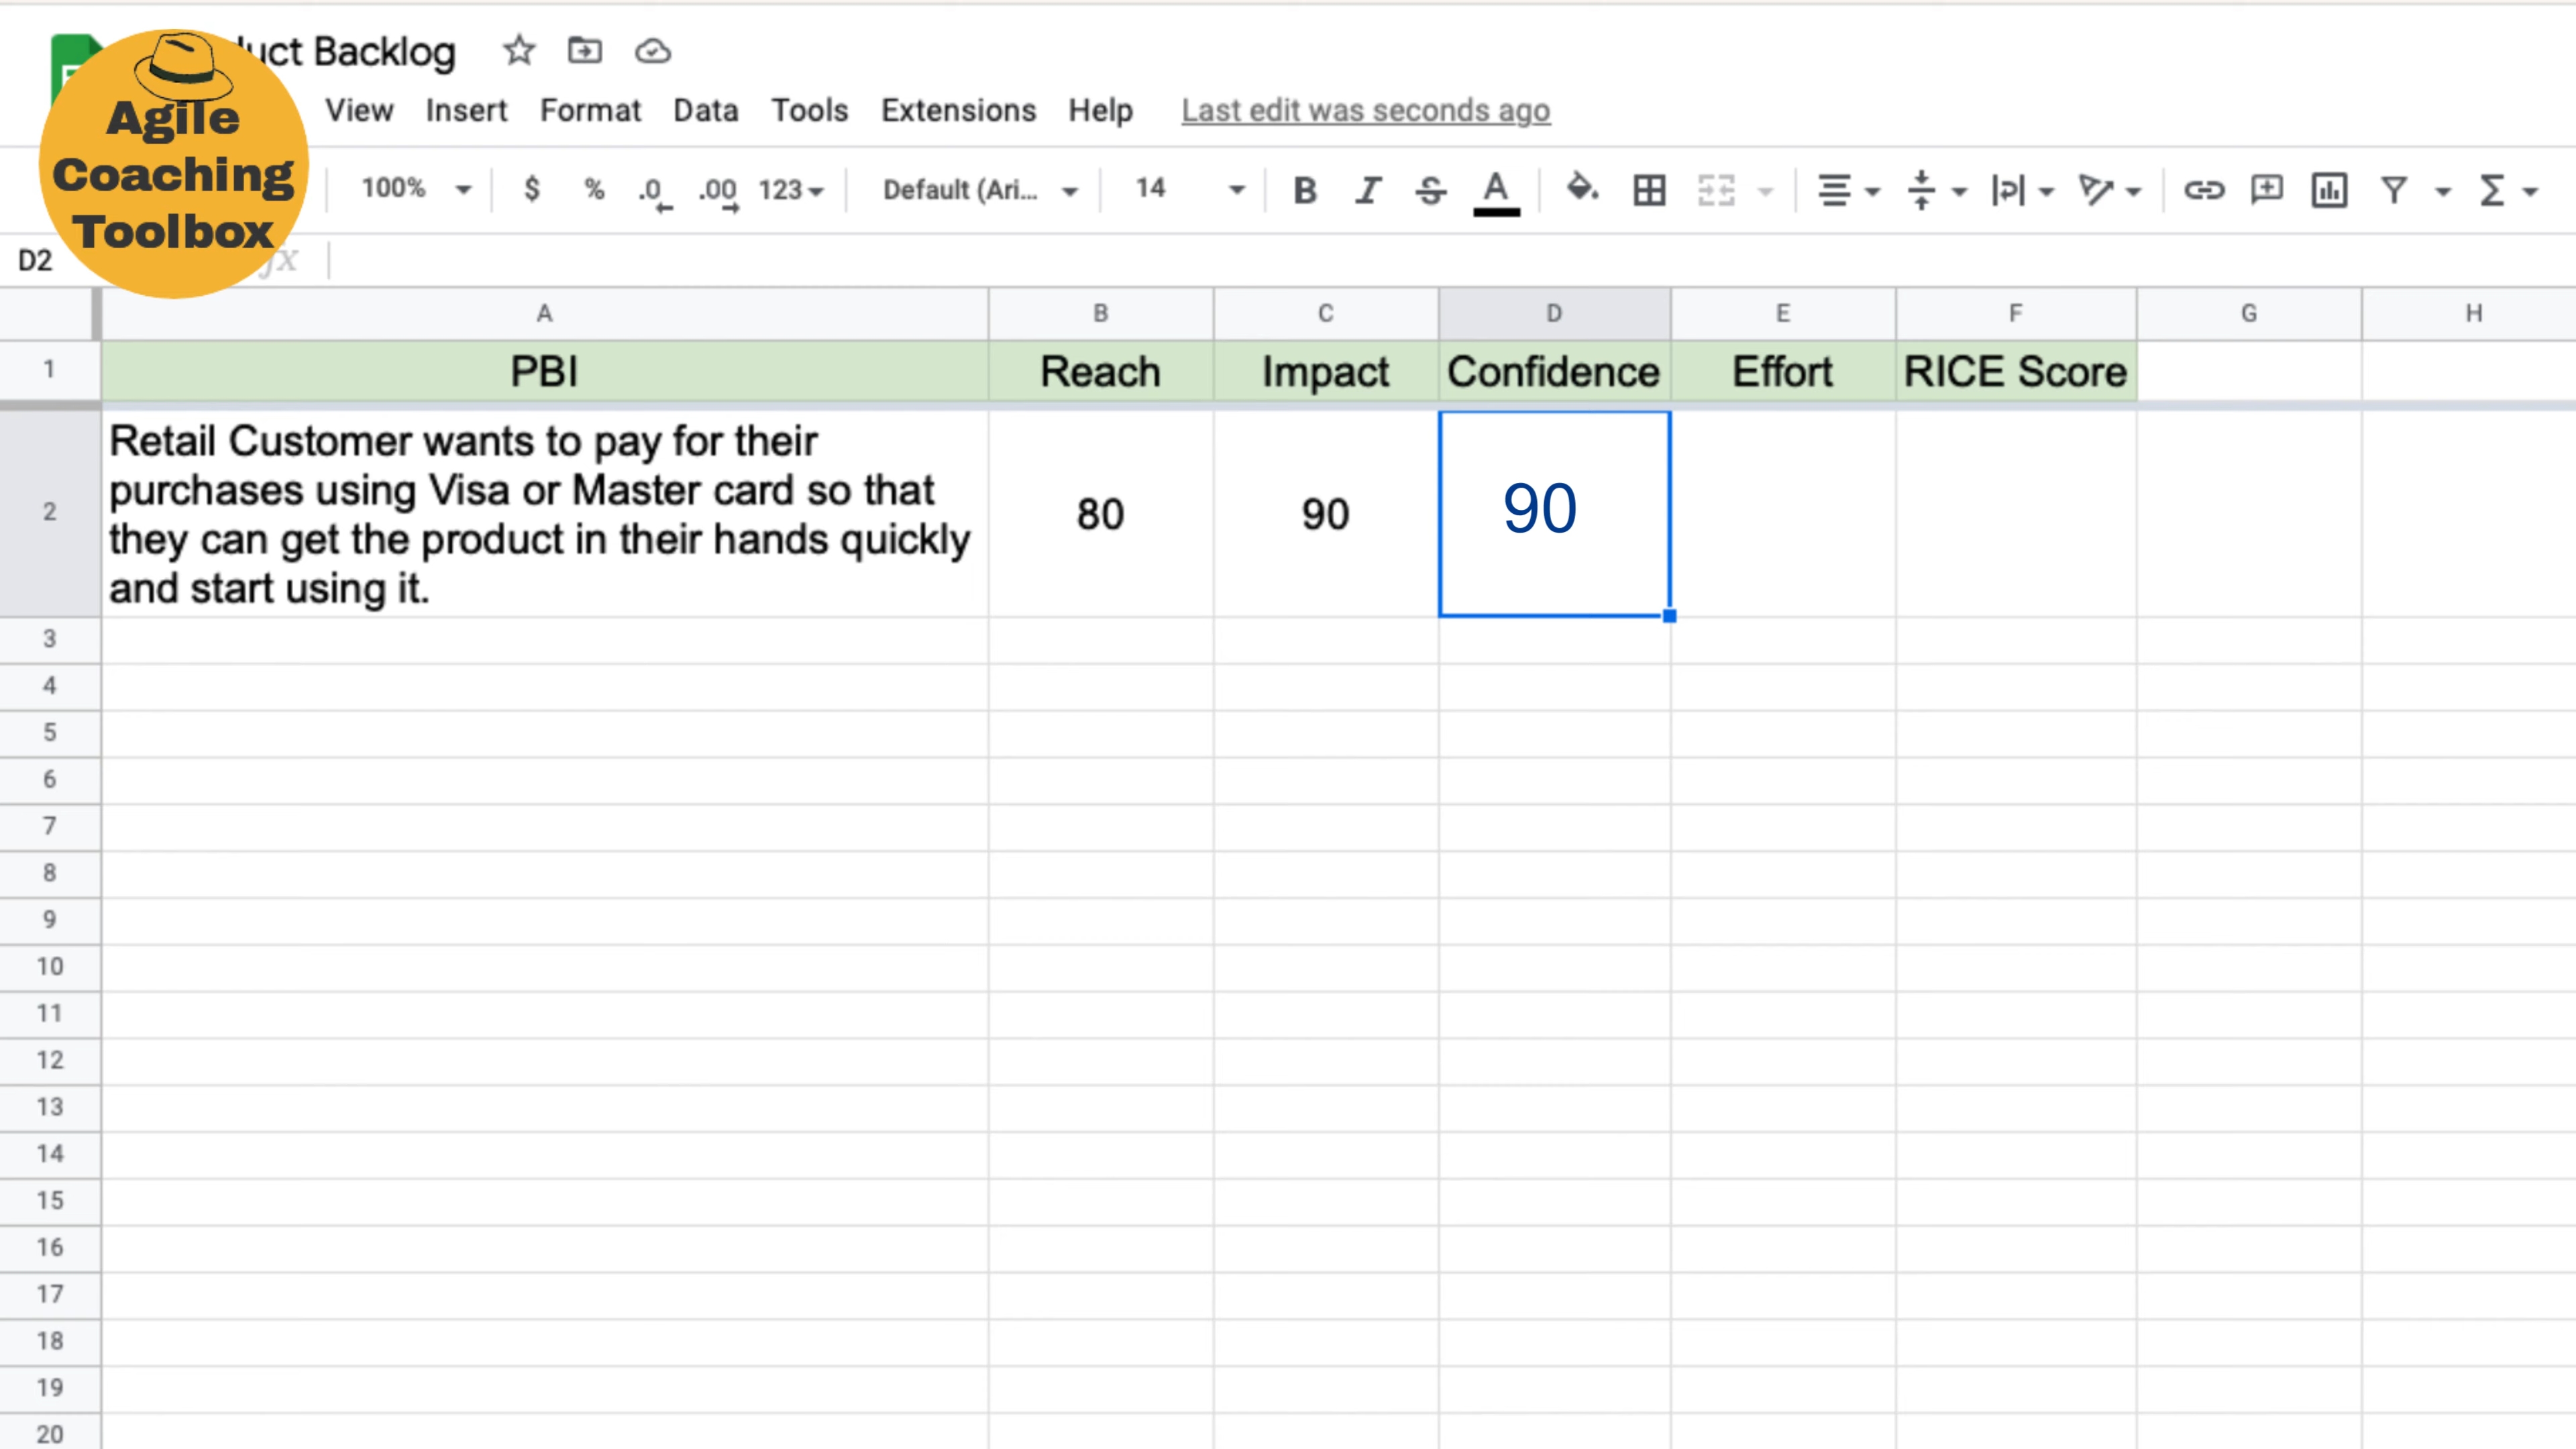 uct Backlog
View Insert Format Data Tools Extensions Help Last edit was seconds ago
Agile
Coaching
Toolbox
100% $ % .0 .00 123 Default (Ari... 14 B I S A
D2 fx
A B C D E F G H
1 PBI Reach Impact Confidence Effort RICE Score
Retail Customer wants to pay for their
purchases using Visa or Master card so that
2 80 90 90
they can get the product in their hands quickly
and start using it.
3
4
5
6
7
8
9
10
11
12
13
14
15
16
17
18
19
20